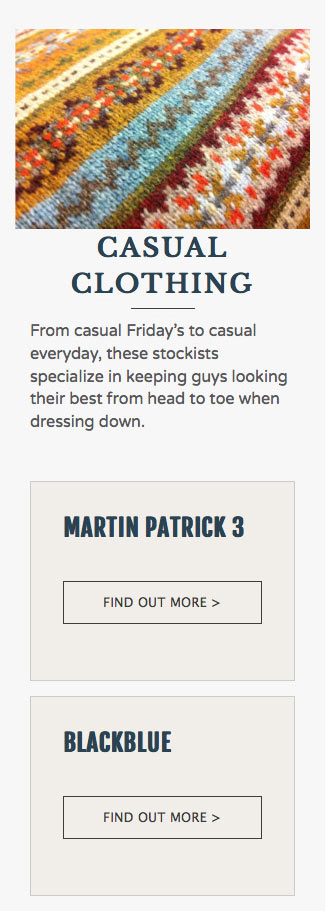 CASUAL
CLOTHING
From casual Friday’s to casual
everyday, these stockists
specialize in keeping guys looking
their best from head to toe when
dressing down.
MARTIN PATRICK 3
FIND OUT MORE >
BLACKBLUE
FIND OUT MORE >